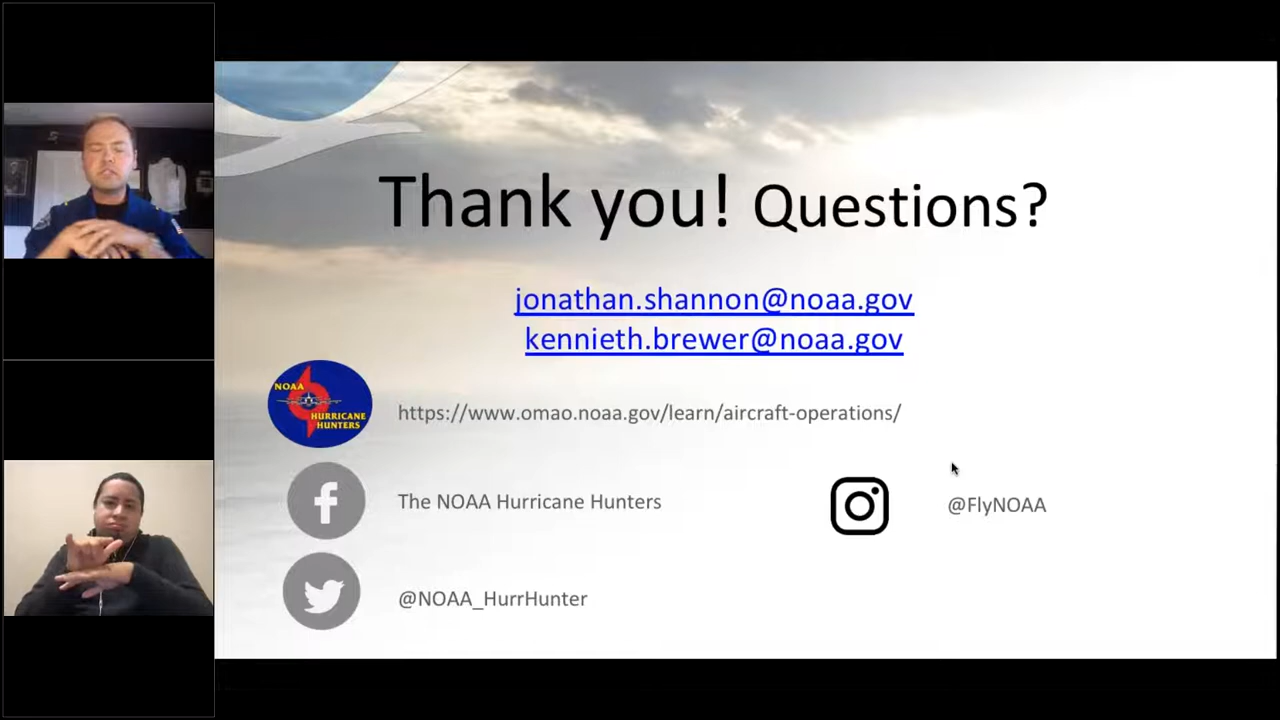 Thank you! Questions?
jonathan.shannon@noaa.gov
kennieth.brewer@noaa.gov
NOAA
HURRICANE
HUNTERS
https://www.omao.noaa.gov/learn/aircraft-operations/
The NOAA Hurricane Hunters
@FlyNOAA
@NOAA_HurrHunter